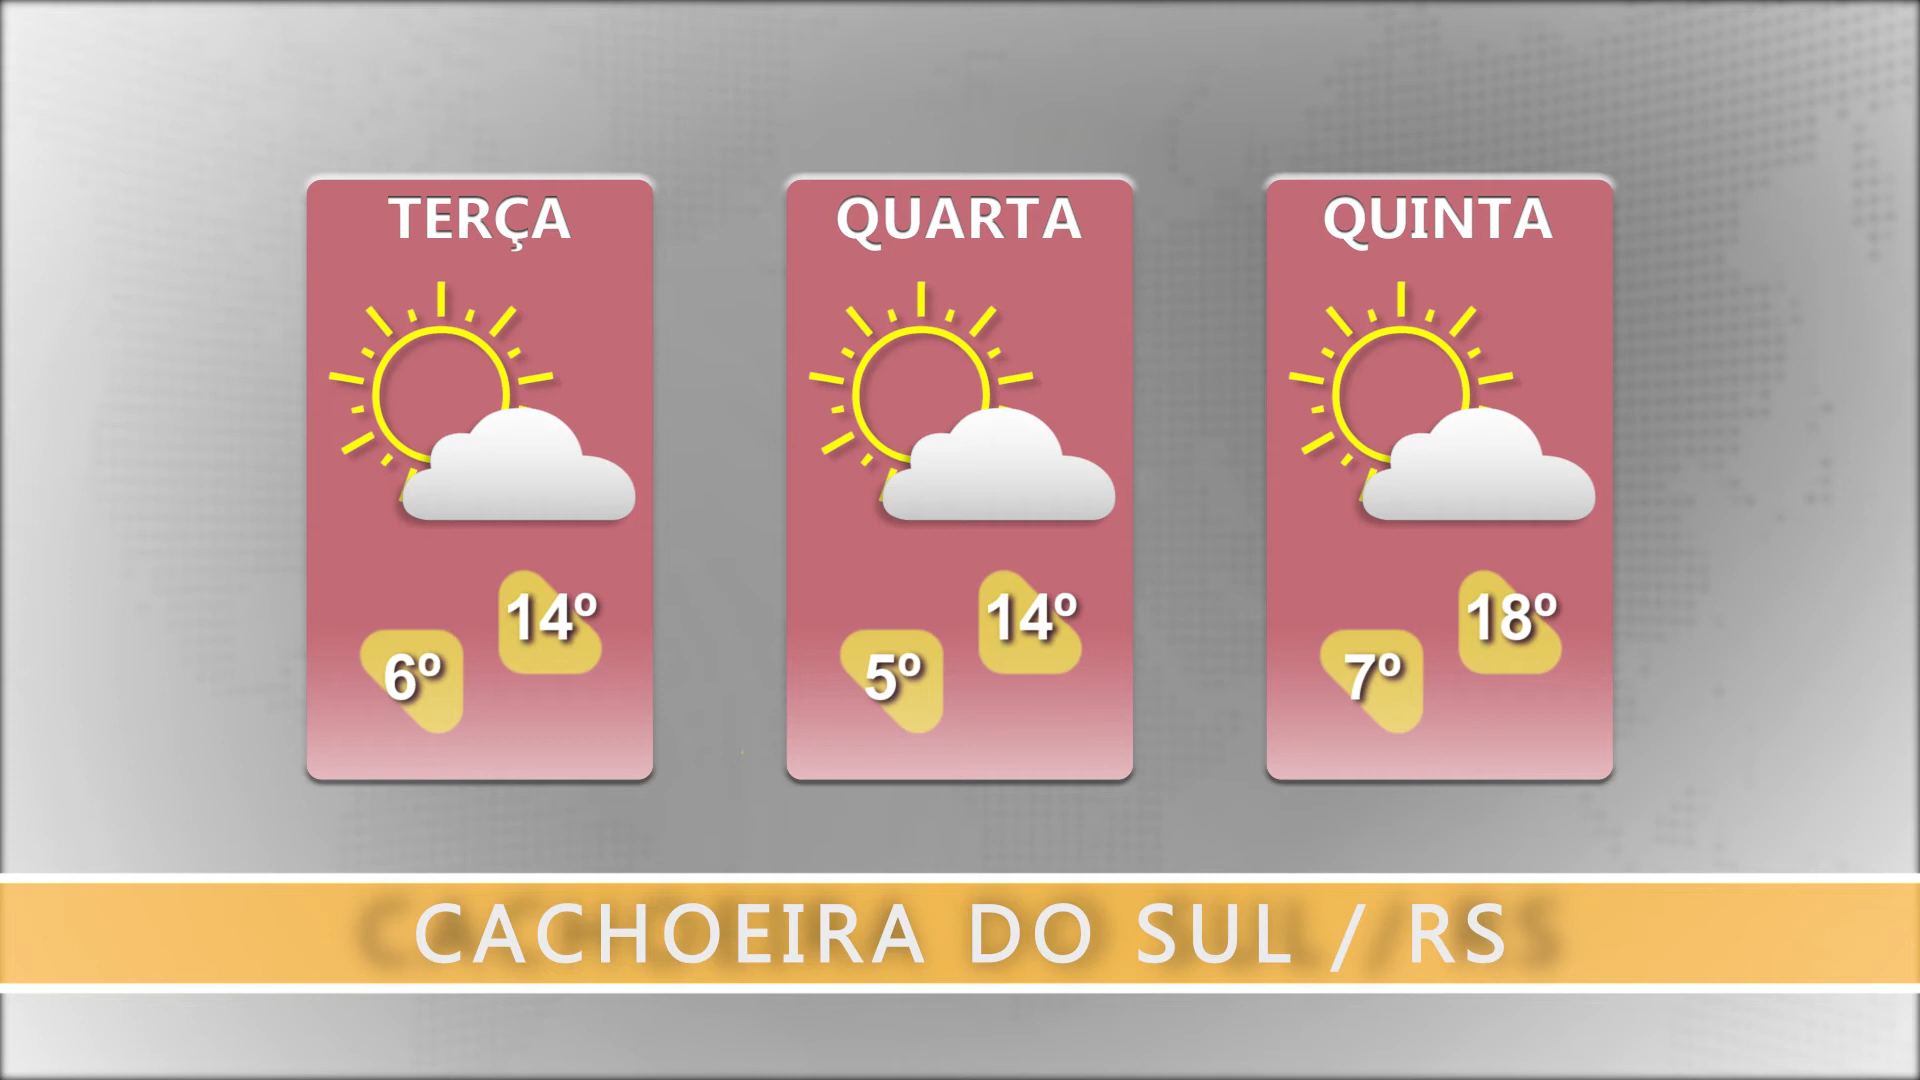 TERÇA
QUARTA
QUINTA
14º
6º
14º
5º
18º
7º
CACHOEIRA DO SUL / RS